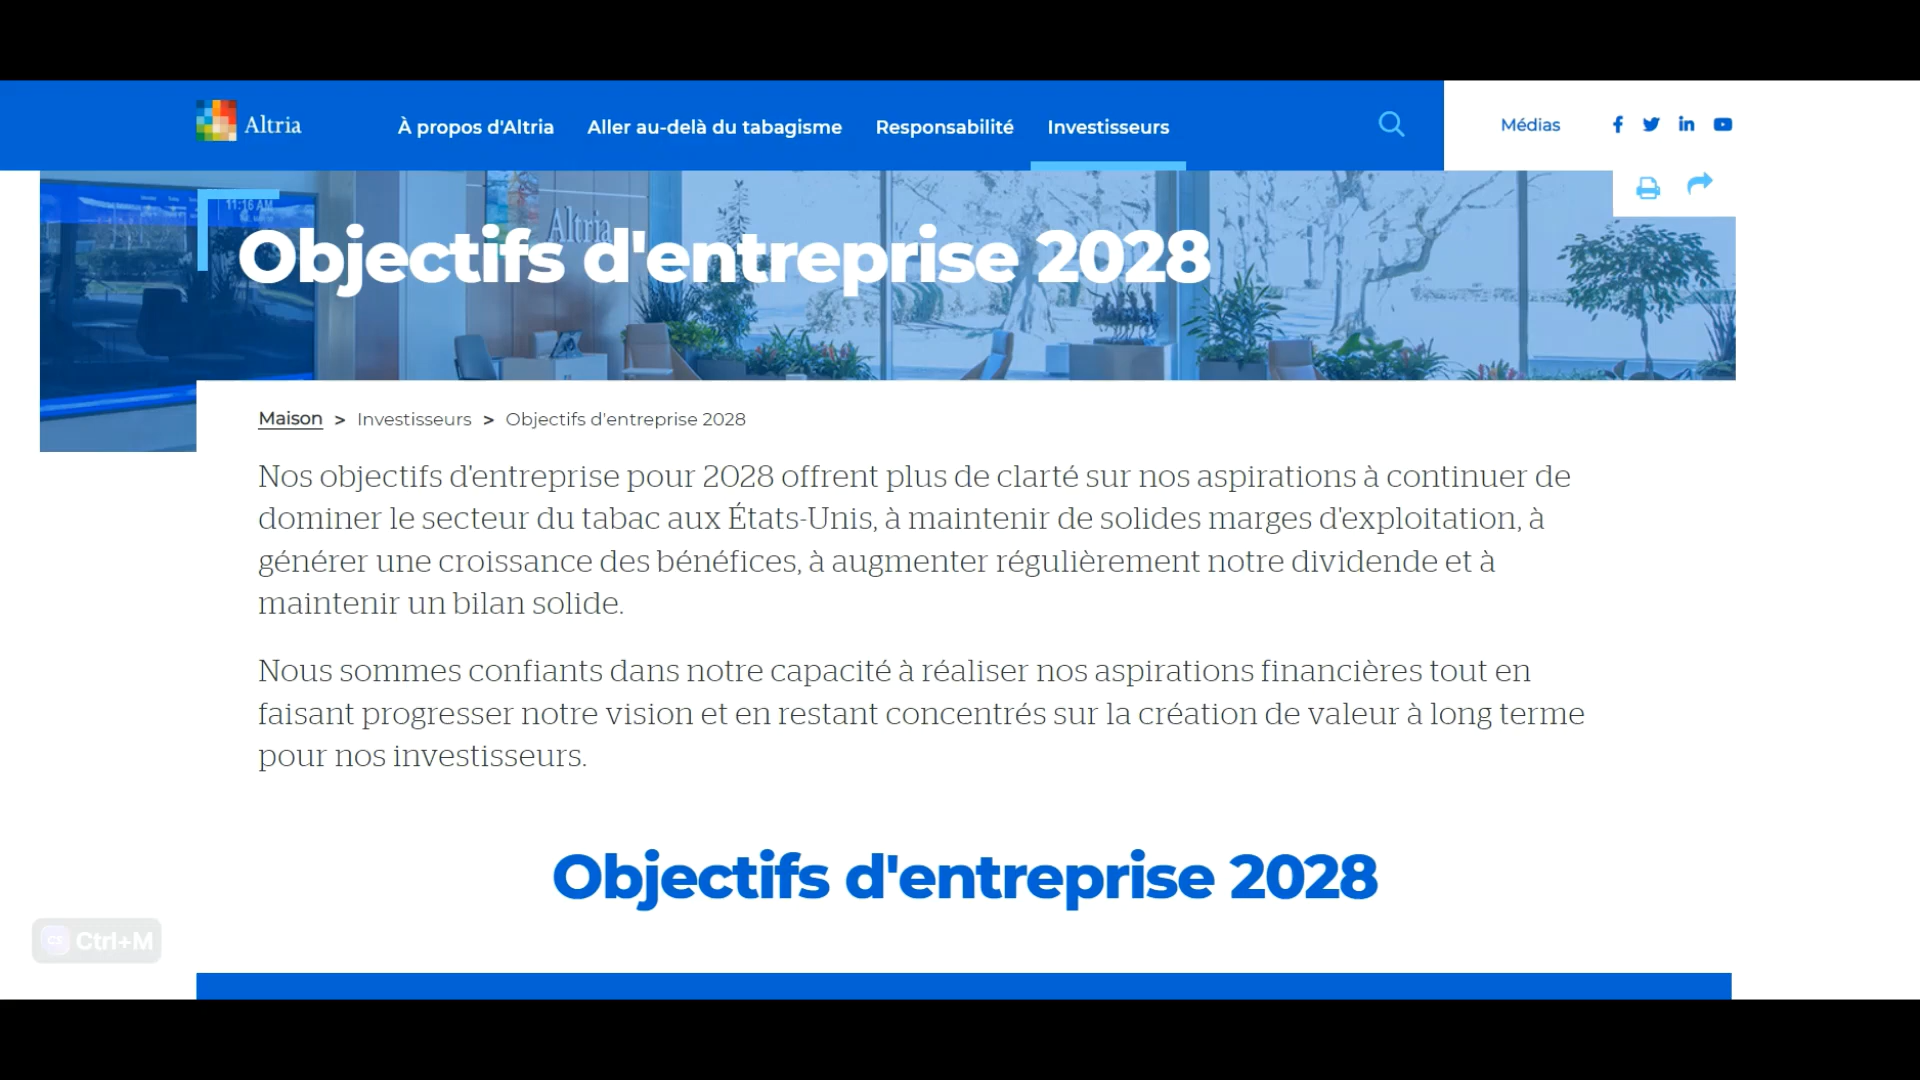 Altria
À propos d'Altria
Aller au-delà du tabagisme
Responsabilité
Investisseurs
Médias
11:16 AM
Altria
Objectifs d'entreprise 2028
Maison > Investisseurs > Objectifs d'entreprise 2028
Nos objectifs d'entreprise pour 2028 offrent plus de clarté sur nos aspirations à continuer de
dominer le secteur du tabac aux États-Unis, à maintenir de solides marges d'exploitation, à
générer une croissance des bénéfices, à augmenter régulièrement notre dividende et à
maintenir un bilan solide.
Nous sommes confiants dans notre capacité à réaliser nos aspirations financières tout en
faisant progresser notre vision et en restant concentrés sur la création de valeur à long terme
pour nos investisseurs.
Objectifs d'entreprise 2028
Ctrl+M